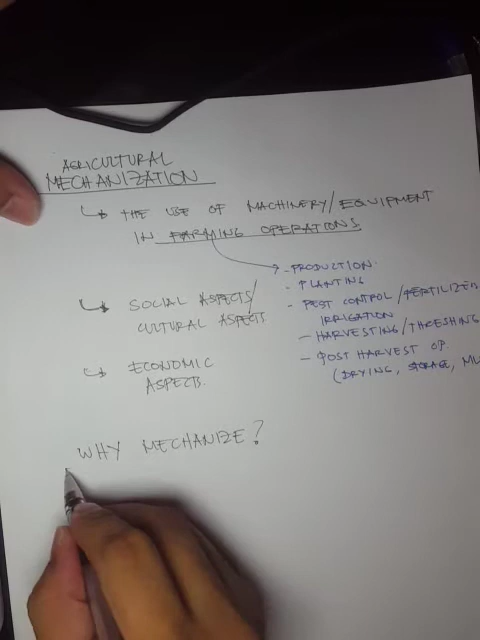 AGRICULTURAL
MECHANIZATION
THE USE OF MACHINERY/EQUIPMENT
IN FARMING OPERATIONS
- PRODUCTION
- PLANTING
- PEST CONTROL/FERTILIZER
IRRIGATION
- HARVESTING/THRESHING
- POST HARVEST OP.
(DRYING, STORAGE,
SOCIAL ASPECTS/
CULTURAL ASPECTS
ECONOMIC
ASPECTS.
WHY MECHANIZE?